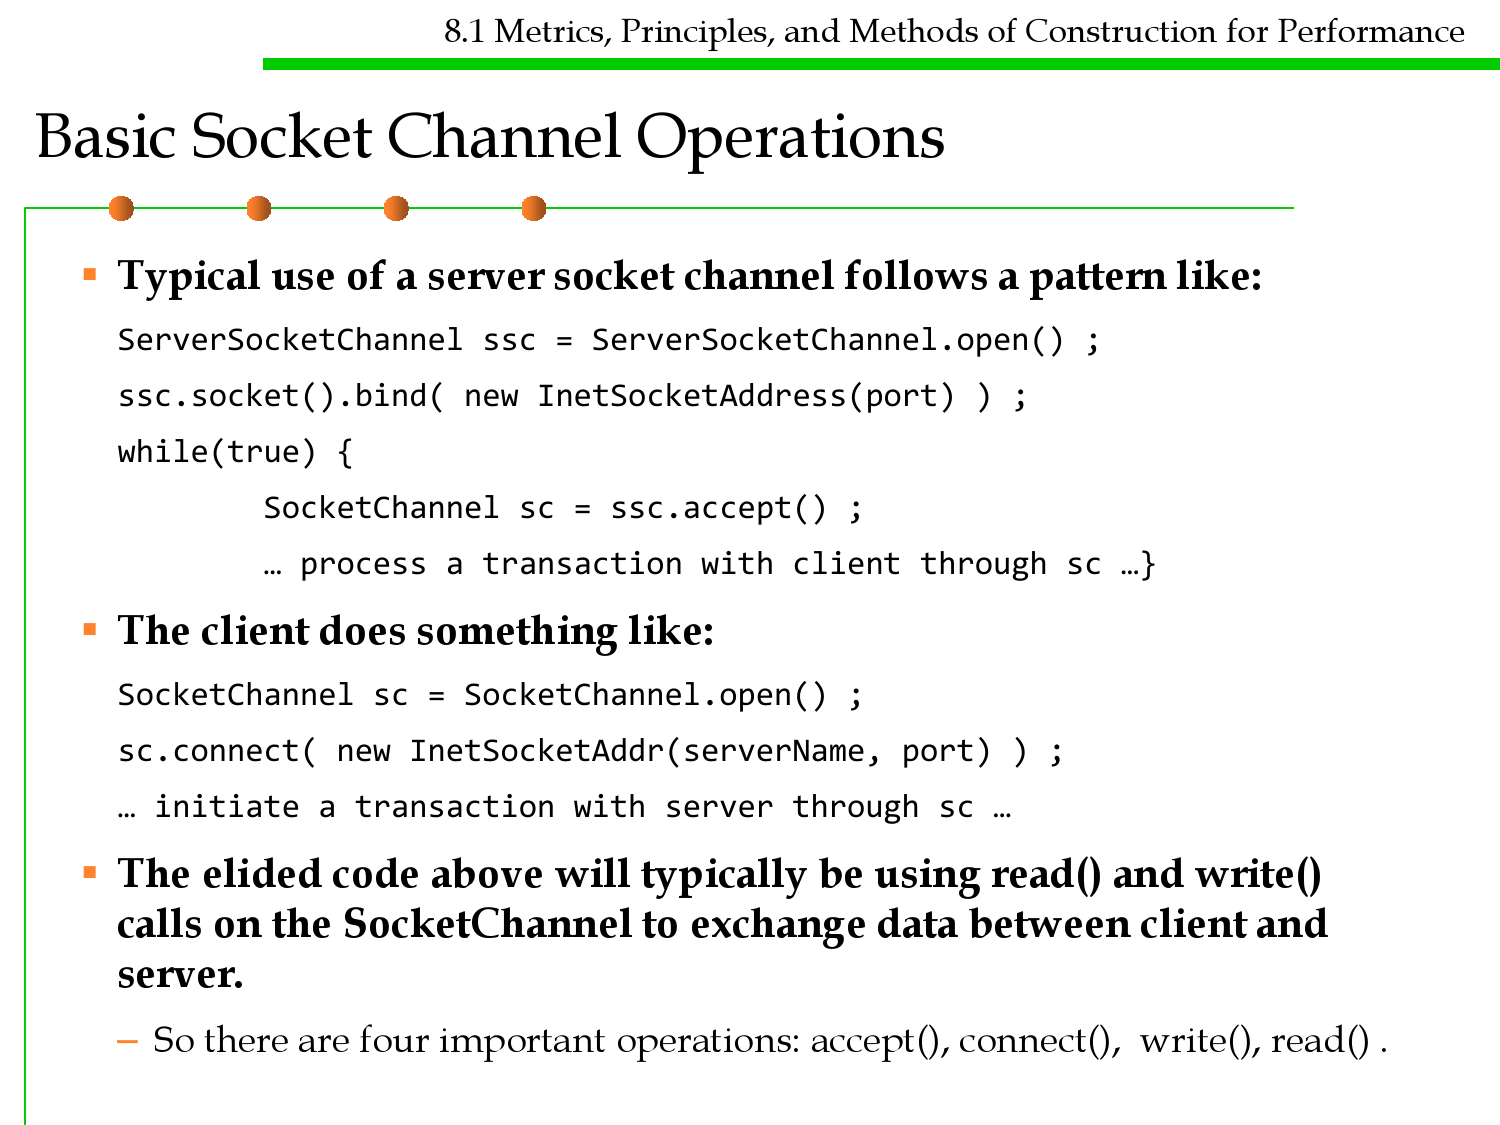 8.1 Metrics, Principles, and Methods of Construction for Performance
Basic Socket Channel Operations
▪ Typical use of a server socket channel follows a pattern like:
ServerSocketChannel ssc = ServerSocketChannel.open() ;
ssc.socket().bind( new InetSocketAddress(port) ) ;
while(true) {
SocketChannel sc = ssc.accept() ;
… process a transaction with client through sc …}
▪ The client does something like:
SocketChannel sc = SocketChannel.open() ;
sc.connect( new InetSocketAddr(serverName, port) ) ;
… initiate a transaction with server through sc …
▪ The elided code above will typically be using read() and write()
calls on the SocketChannel to exchange data between client and
server.
– So there are four important operations: accept(), connect(), write(), read() .